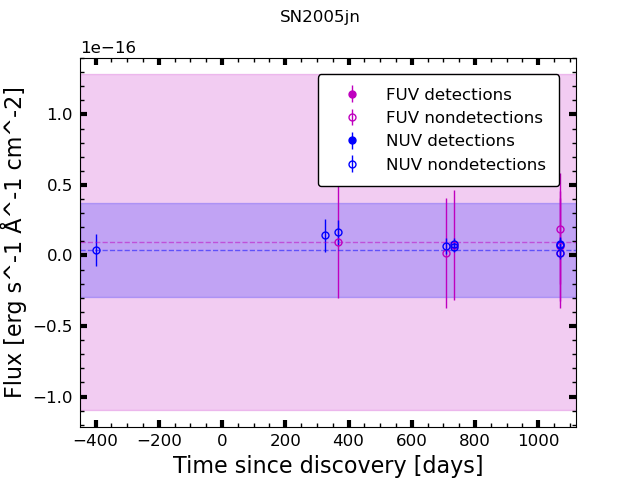 SN2005jn
1e−16
FUV detections
FUV nondetections
NUV detections
NUV nondetections
1.0
0.5
0.0
−0.5
−1.0
Flux [erg s^-1 Å^-1 cm^-2]
−400 −200 0 200 400 600 800 1000
Time since discovery [days]